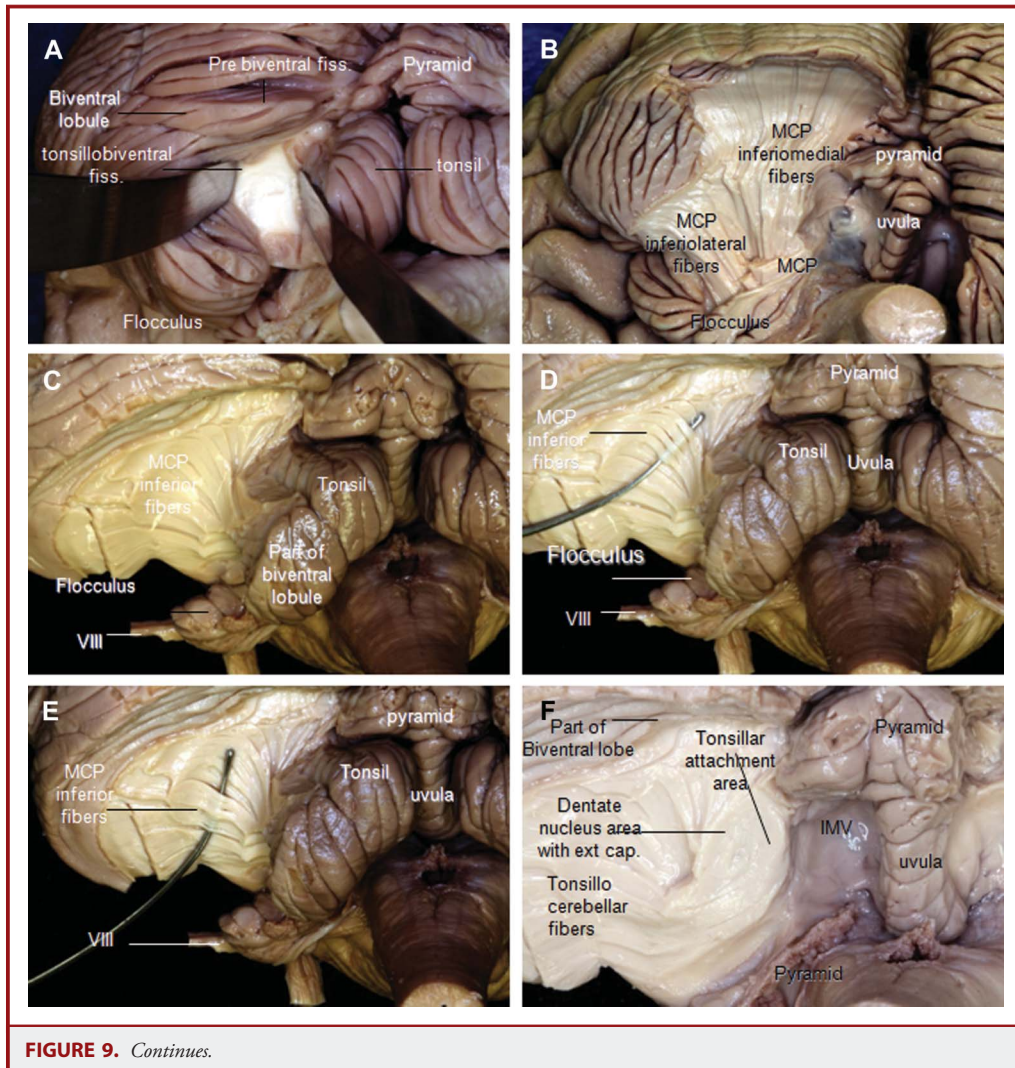 A
Pre biventral fiss.
Pyramid
Biventral
lobule
tonsillobiventral
fiss.
tonsil
Flocculus
B
MCP
inferiomedial
fibers
pyramid
MCP
inferiolateral
fibers
uvula
MCP
Flocculus
C
MCP
inferior
fibers
Tonsil
Part of
biventral
lobule
Flocculus
VIII
D
Pyramid
MCP
inferior
fibers
Tonsil
Uvula
Flocculus
VIII
E
pyramid
MCP
inferior
fibers
Tonsil
uvula
VIII
F
Part of
Biventral lobe
Tonsillar
attachment
area
Pyramid
Dentate
nucleus area
with ext cap.
IMV
uvula
Tonsillo
cerebellar
fibers
Pyramid
FIGURE 9. Continues.